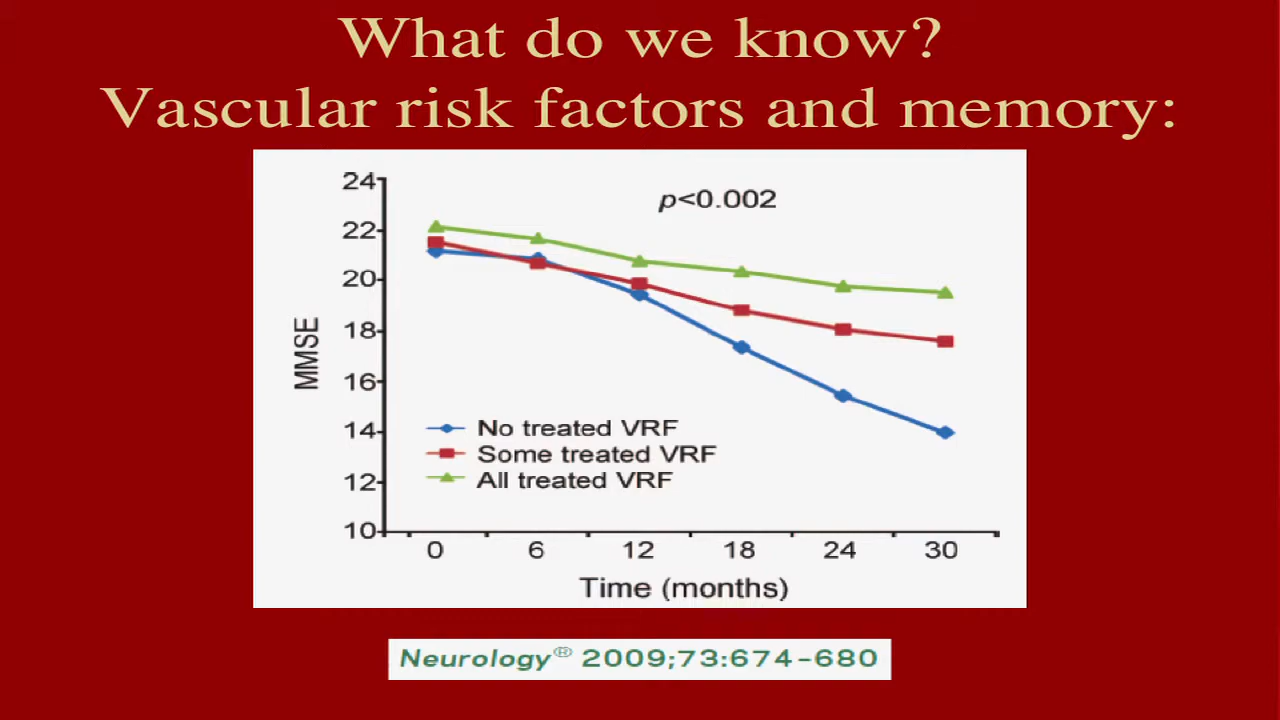 What do we know?
Vascular risk factors and memory:
24
p<0.002
22
20
18
MMSE
16
14
No treated VRF
Some treated VRF
All treated VRF
12
10
0 6 12 18 24 30
Time (months)
Neurology® 2009;73:674–680